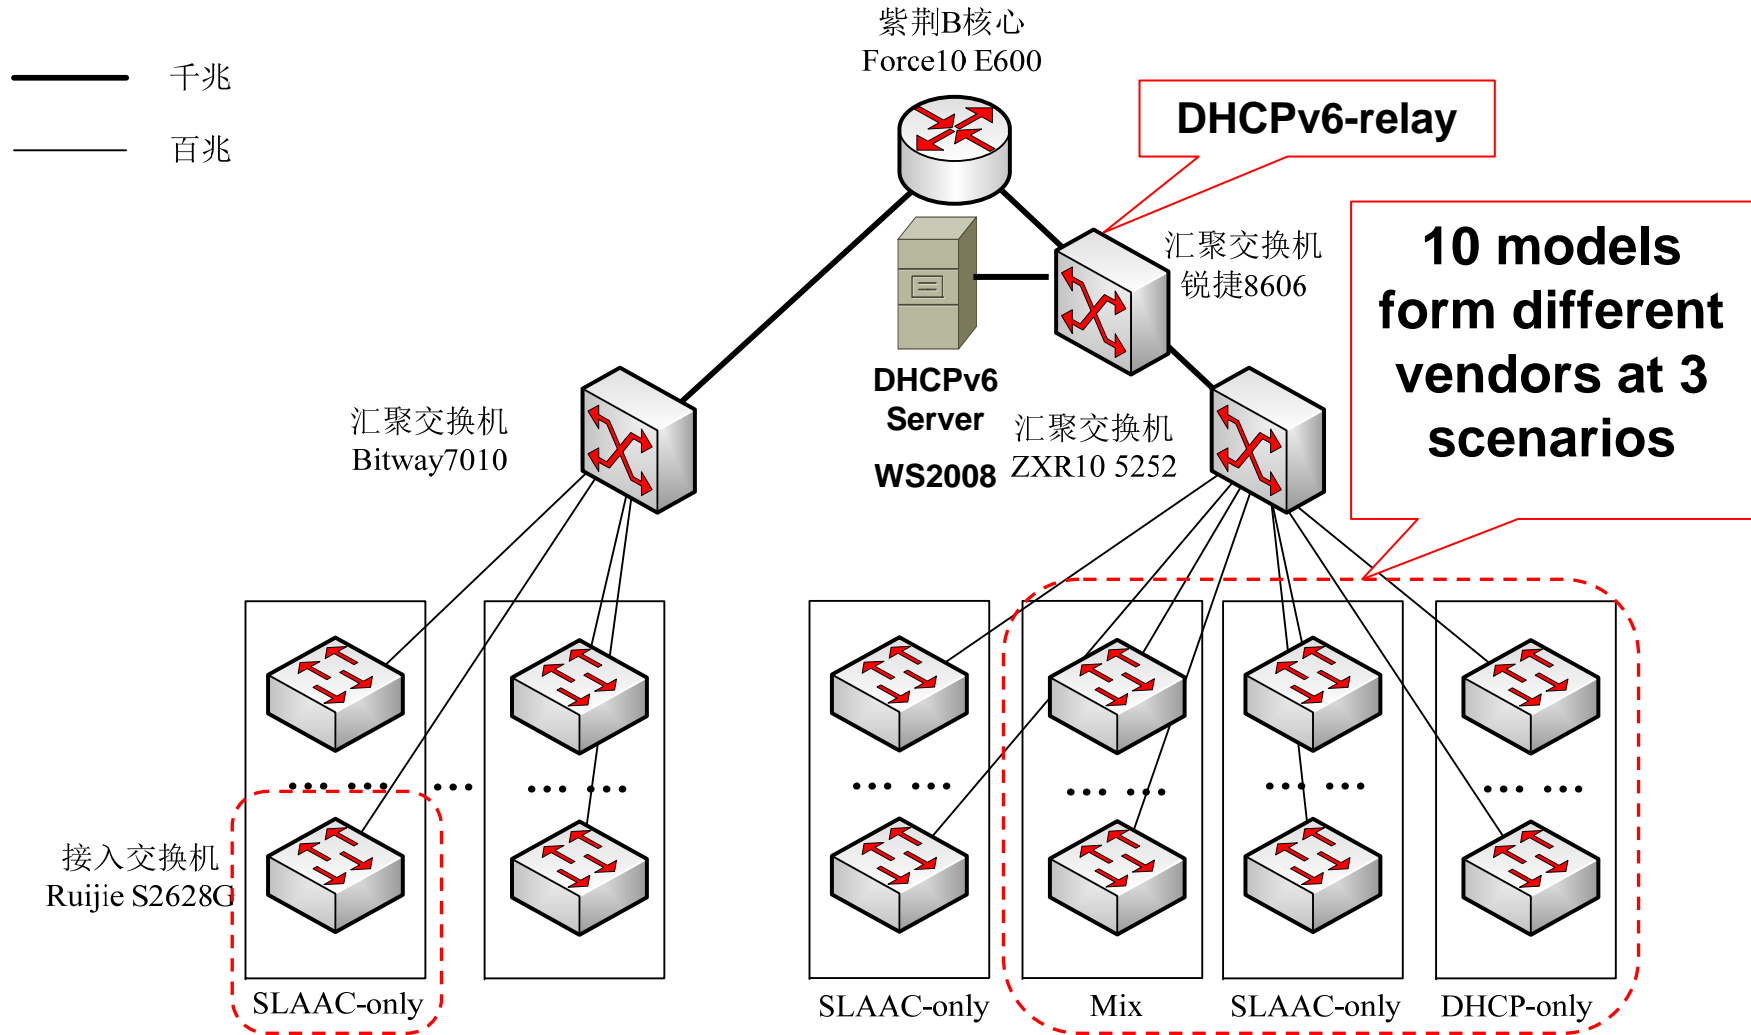 紫荆B核心
Force10 E600
千兆
百兆
DHCPv6-relay
10 models
form different
vendors at 3
scenarios
汇聚交换机
锐捷8606
DHCPv6
Server
WS2008
汇聚交换机
Bitway7010
汇聚交换机
ZXR10 5252
接入交换机
Ruijie S2628G
SLAAC-only
SLAAC-only
Mix
SLAAC-only
DHCP-only